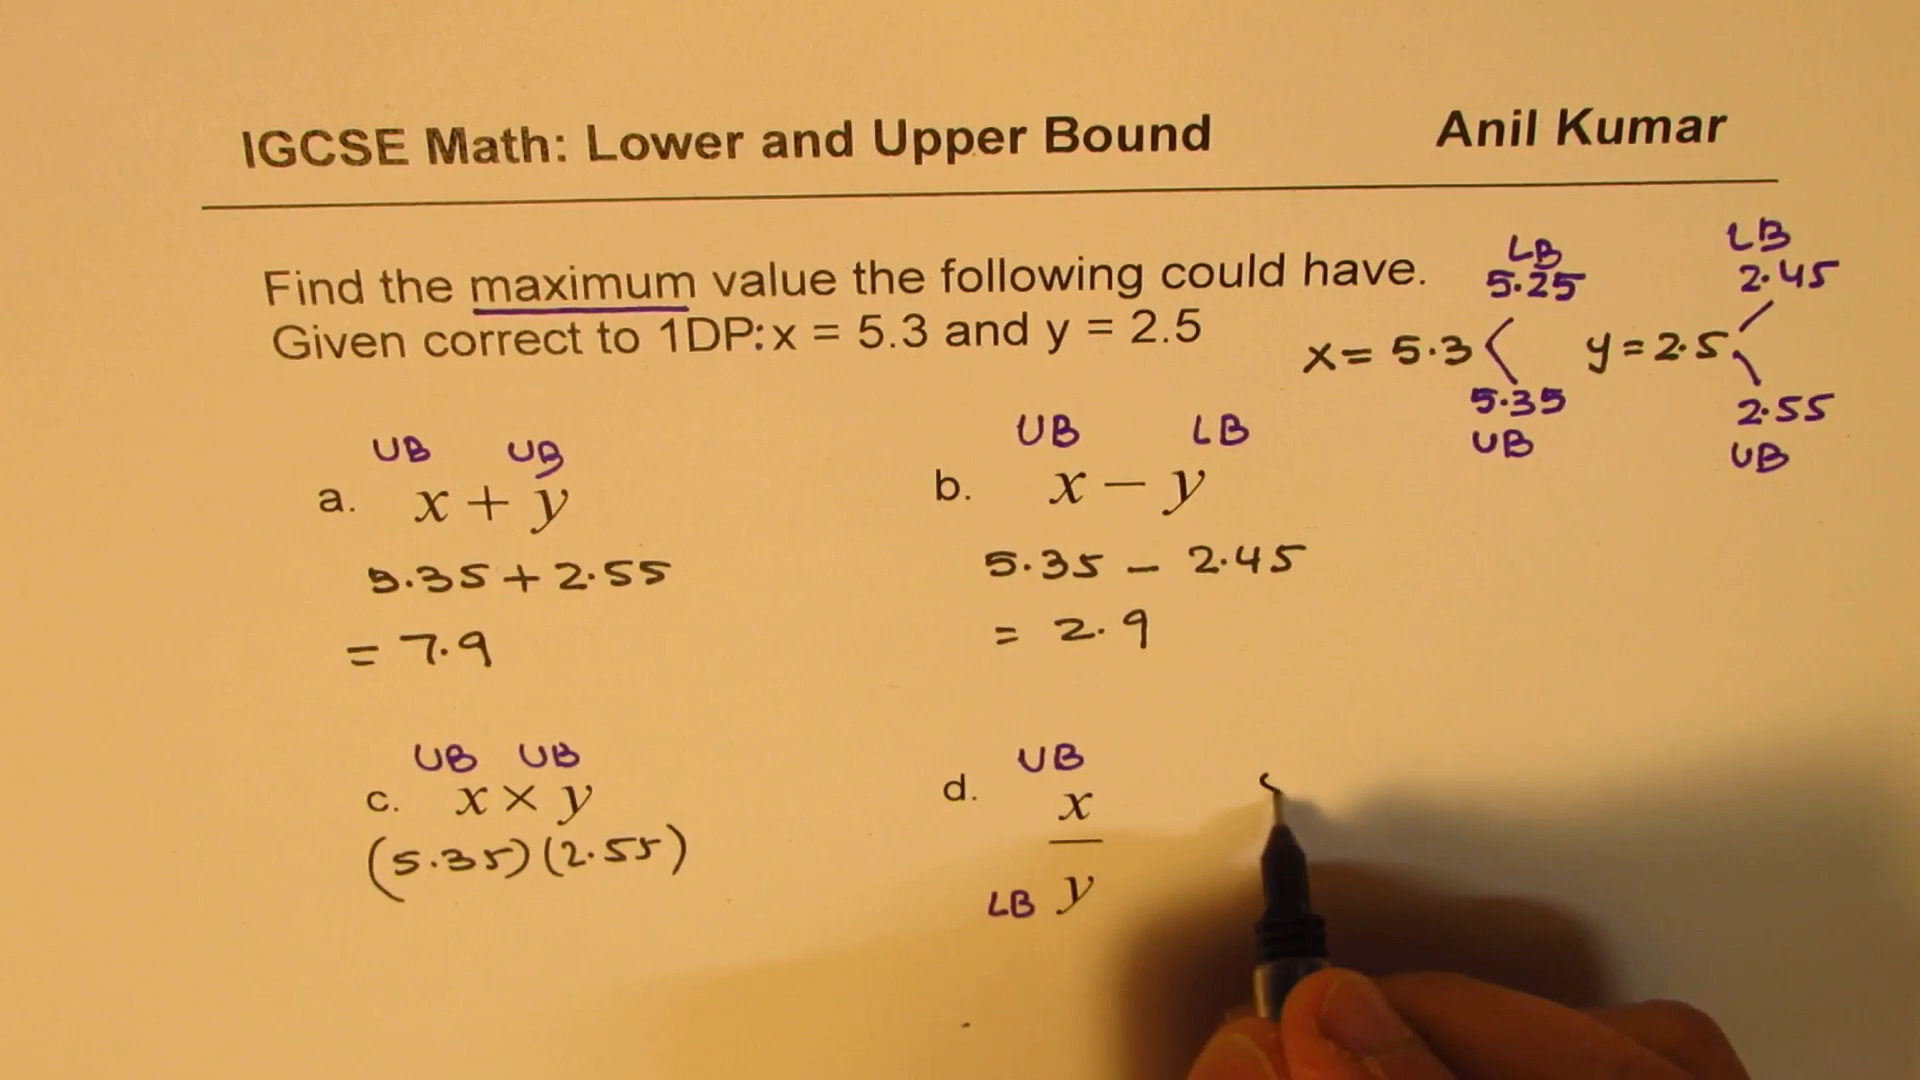 IGCSE Math: Lower and Upper Bound Anil Kumar
Find the maximum value the following could have.
Given correct to 1DP: x = 5.3 and y = 2.5
LB
5.25
x = 5.3
5.35
UB
LB
2.45
y = 2.5
2.55
UB
UB UB
a. x + y
5.35 + 2.55
= 7.9
UB LB
b. x − y
5.35 − 2.45
= 2.9
UB UB
c. x × y
(5.35)(2.55)
UB
d. x
LB y